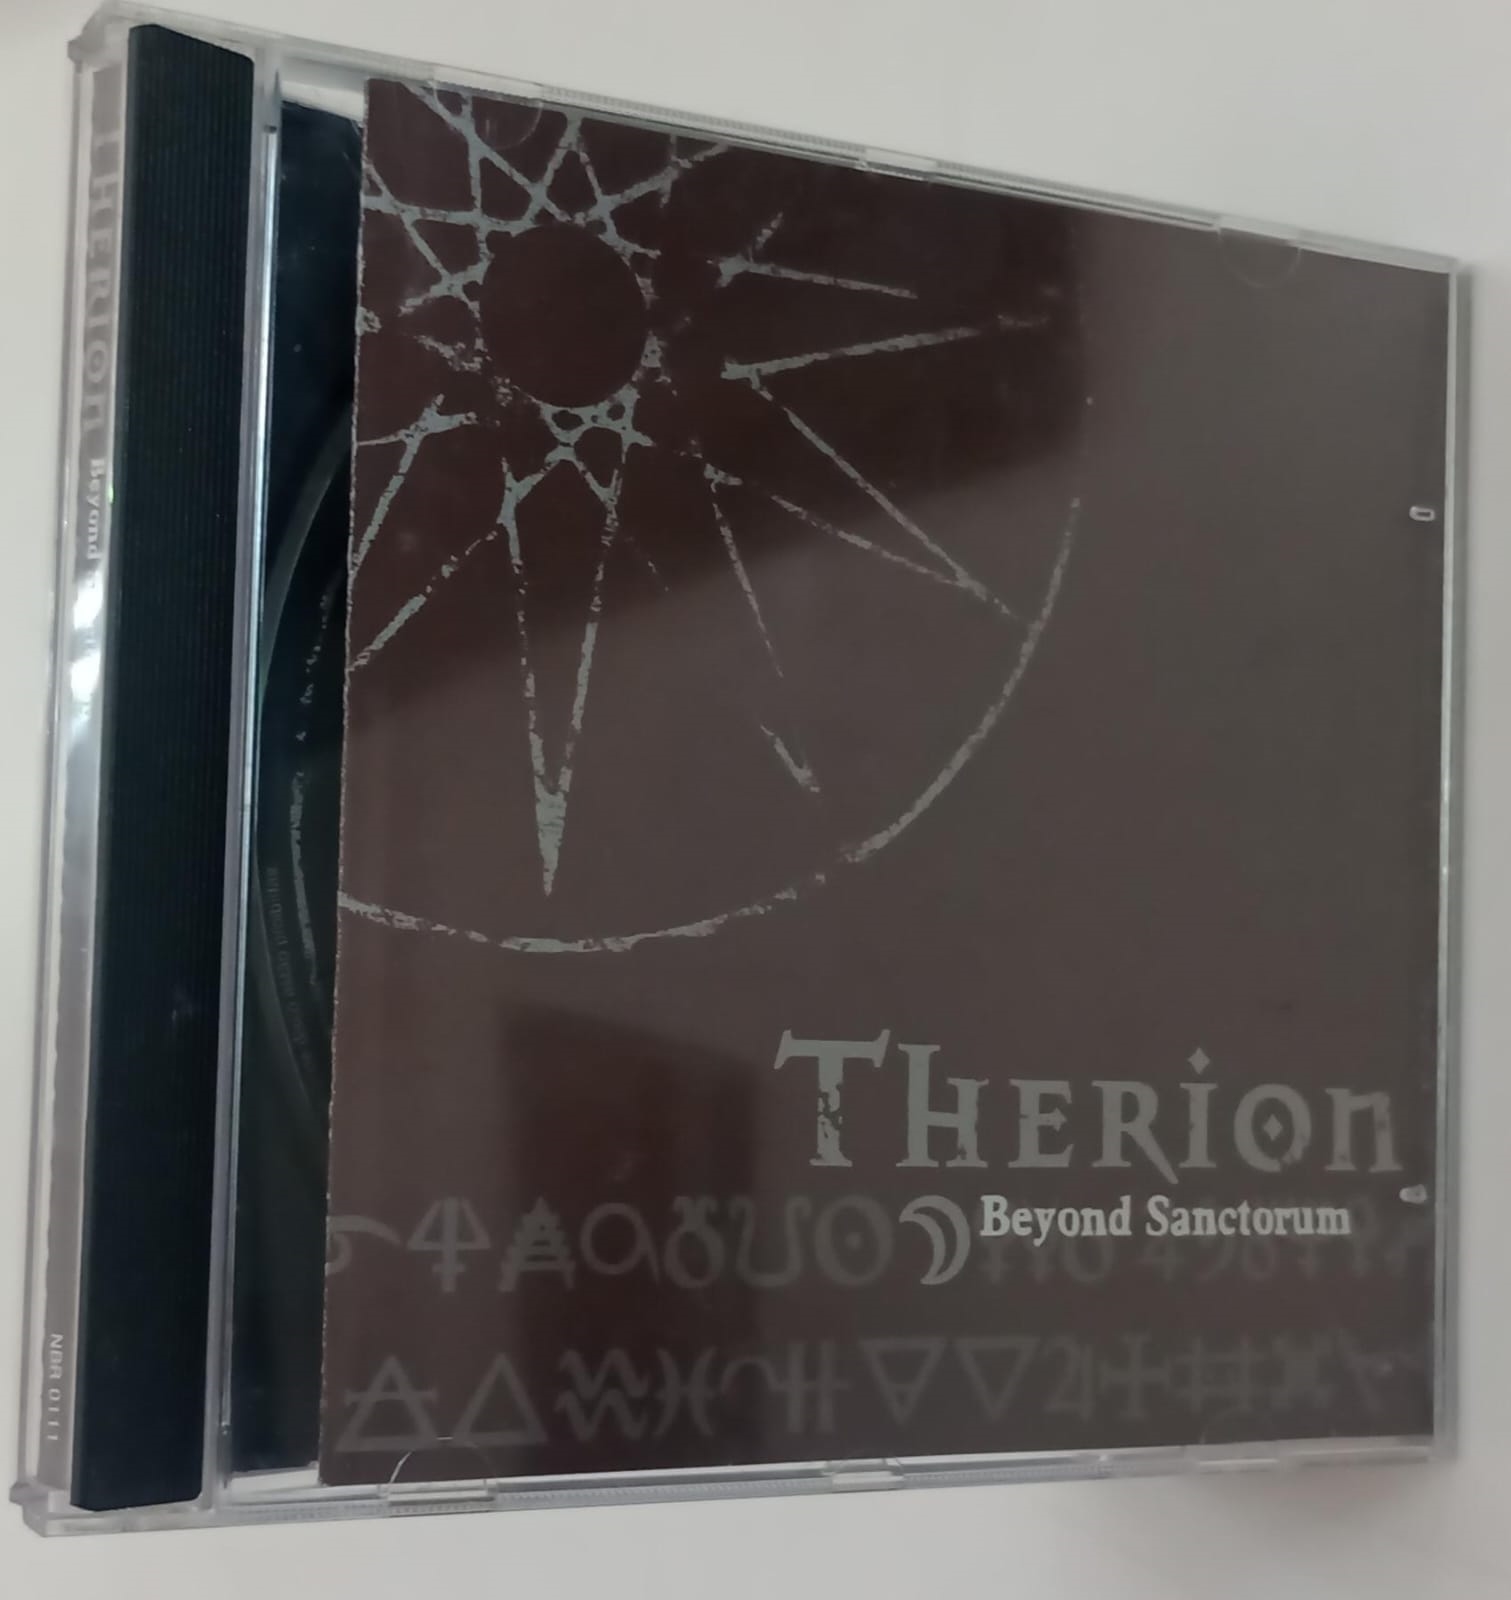 THERION Beyond
NBR 0111
THERION
Beyond Sanctorum